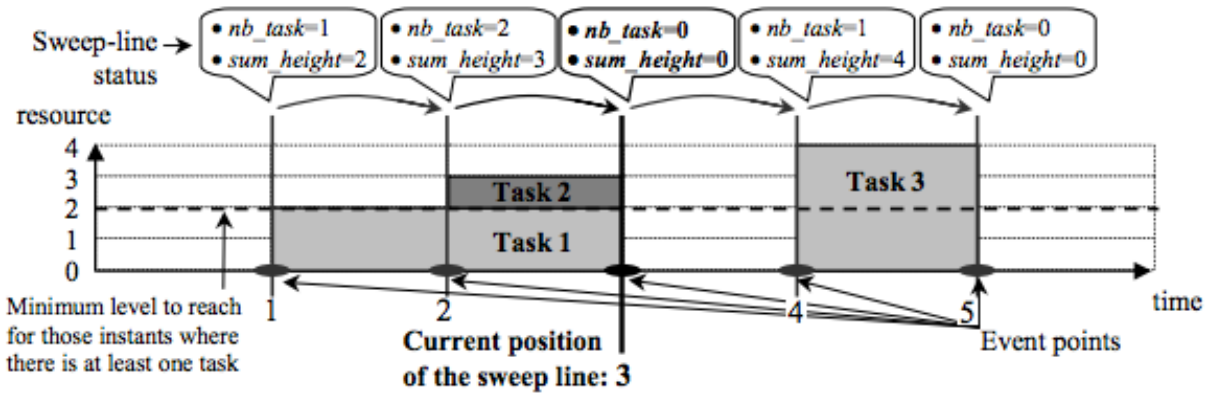 Sweep-line
status
• nb_task=1
• sum_height=2
• nb_task=2
• sum_height=3
• nb_task=0
• sum_height=0
• nb_task=1
• sum_height=4
• nb_task=0
• sum_height=0
resource
4
3
2
1
0
Task 2
Task 1
Task 3
1
2
4
5
time
Minimum level to reach
for those instants where
there is at least one task
Current position
of the sweep line: 3
Event points